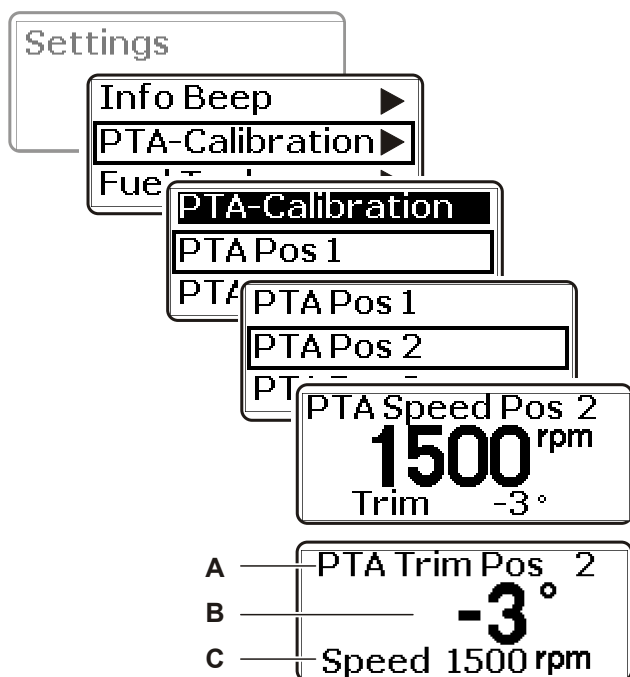 Settings
Info Beep
PTA-Calibration
PTA-Calibration
PTA Pos 1
PTA Pos 1
PTA Pos 2
PTA Speed Pos 2
1500 rpm
Trim -3°
A PTA Trim Pos 2
B -3°
C Speed 1500 rpm